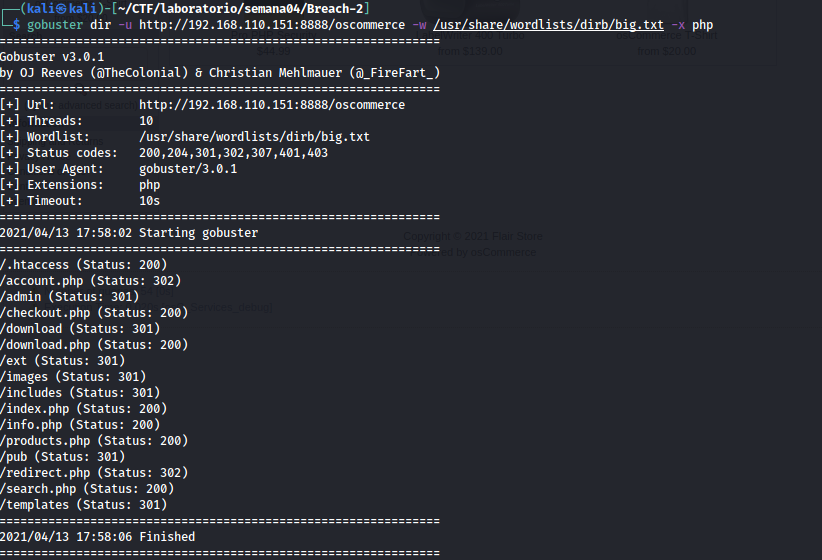 ┌──(kali㉿kali)-[~/CTF/laboratorio/semana04/Breach-2]
└─$ gobuster dir -u http://192.168.110.151:8888/oscommerce -w /usr/share/wordlists/dirb/big.txt -x php
===============================================================
Gobuster v3.0.1
by OJ Reeves (@TheColonial) & Christian Mehlmauer (@_FireFart_)
===============================================================
[+] Url:            http://192.168.110.151:8888/oscommerce
[+] Threads:        10
[+] Wordlist:       /usr/share/wordlists/dirb/big.txt
[+] Status codes:   200,204,301,302,307,401,403
[+] User Agent:     gobuster/3.0.1
[+] Extensions:     php
[+] Timeout:        10s
===============================================================
2021/04/13 17:58:02 Starting gobuster
Copyright © 2021 Flair Store
===============================================================
Powered by osCommerce
/.htaccess (Status: 200)
/account.php (Status: 302)
/admin (Status: 301)
/checkout.php (Status: 200)
/download (Status: 301)
/download.php (Status: 200)
/ext (Status: 301)
/images (Status: 301)
/includes (Status: 301)
/index.php (Status: 200)
/info.php (Status: 200)
/products.php (Status: 200)
/pub (Status: 301)
/redirect.php (Status: 302)
/search.php (Status: 200)
/templates (Status: 301)
===============================================================
2021/04/13 17:58:06 Finished
===============================================================